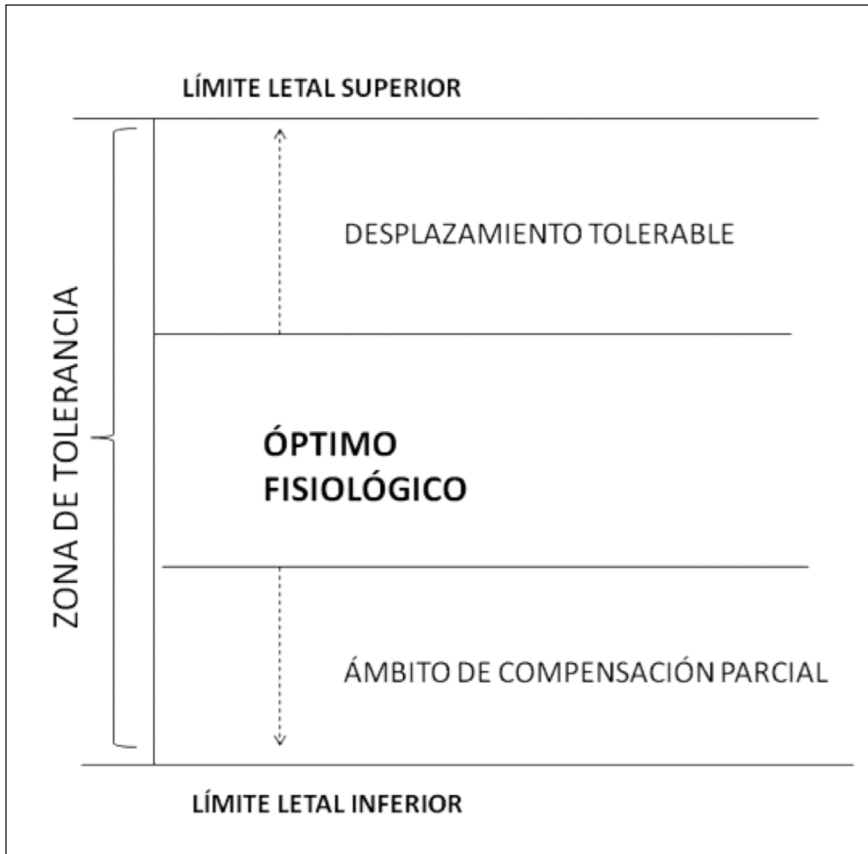 LÍMITE LETAL SUPERIOR
DESPLAZAMIENTO TOLERABLE
ZONA DE TOLERANCIA
ÓPTIMO
FISIOLÓGICO
ÁMBITO DE COMPENSACIÓN PARCIAL
LÍMITE LETAL INFERIOR